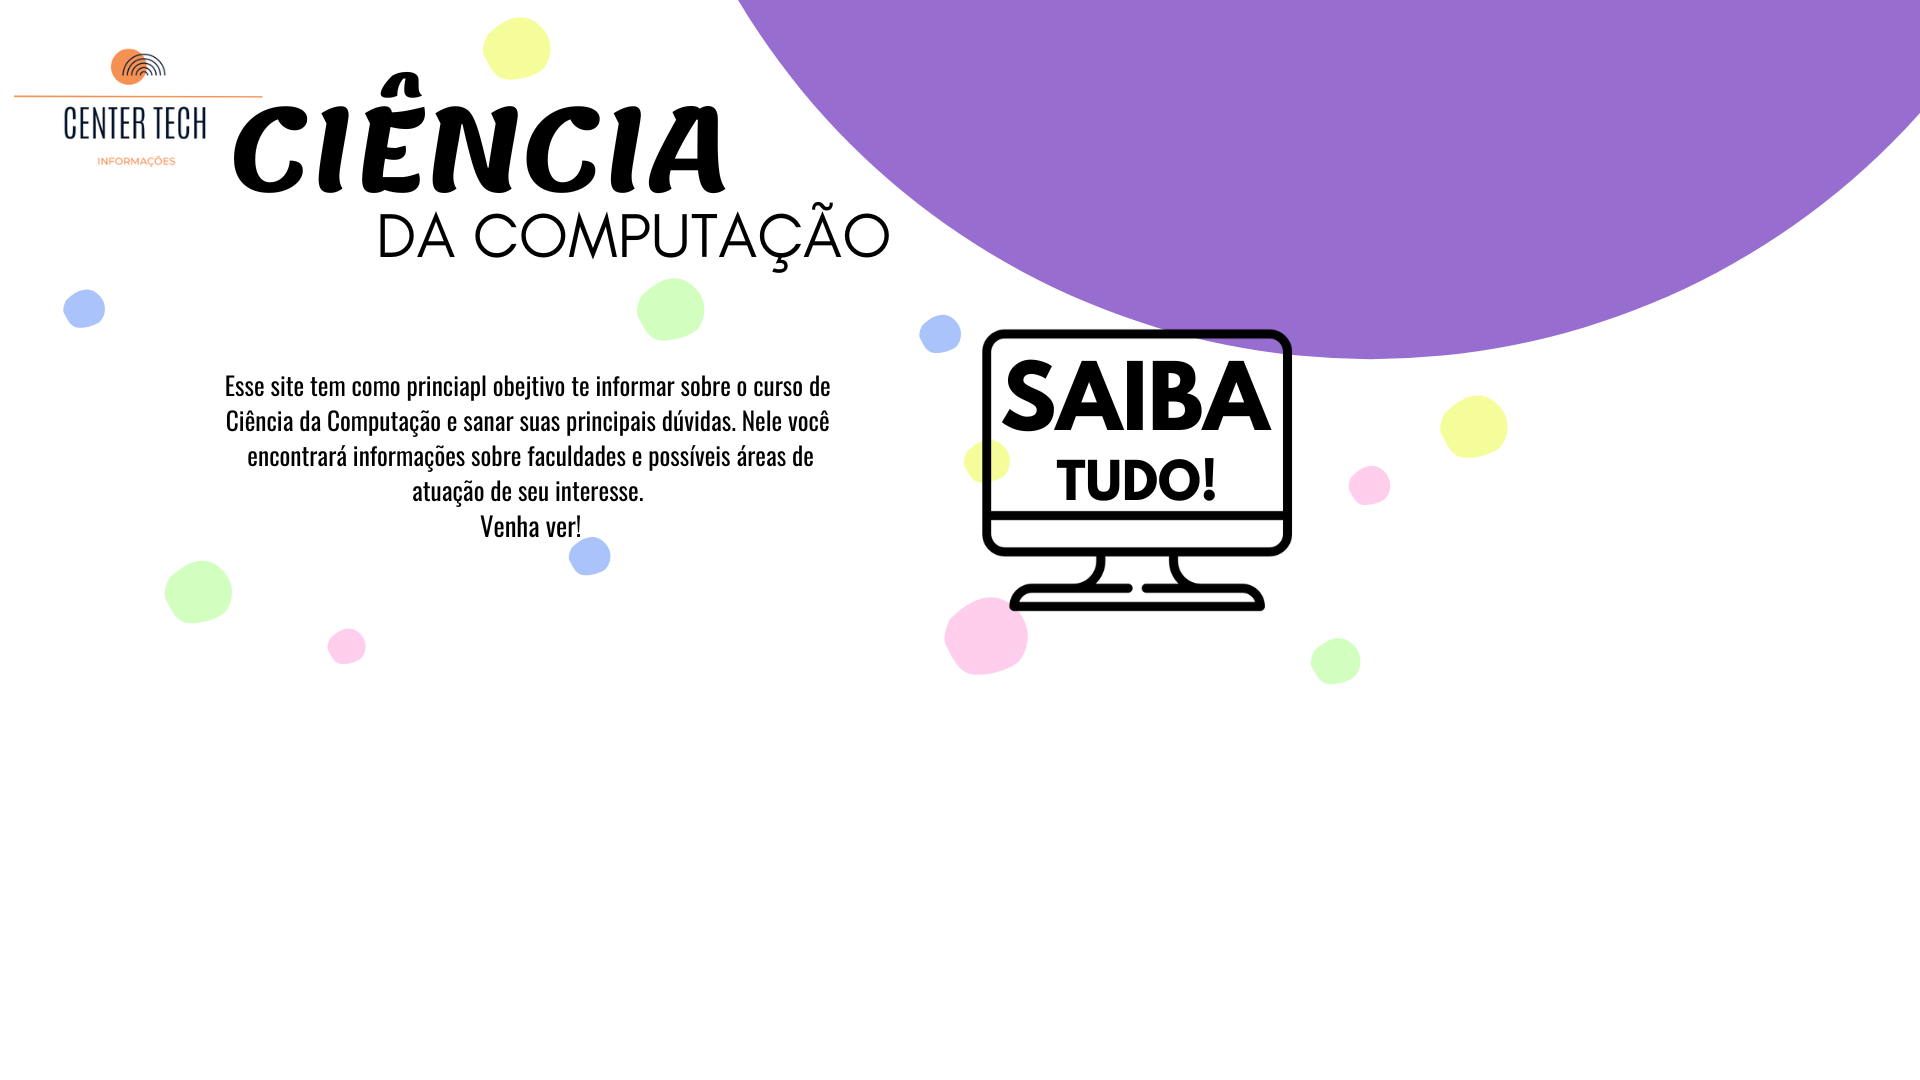 CENTER TECH
INFORMAÇÕES
CIÊNCIA
DA COMPUTAÇÃO
Esse site tem como princiapl obejtivo te informar sobre o curso de
Ciência da Computação e sanar suas principais dúvidas. Nele você
encontrará informações sobre faculdades e possíveis áreas de
atuação de seu interesse.
Venha ver!
SAIBA
TUDO!